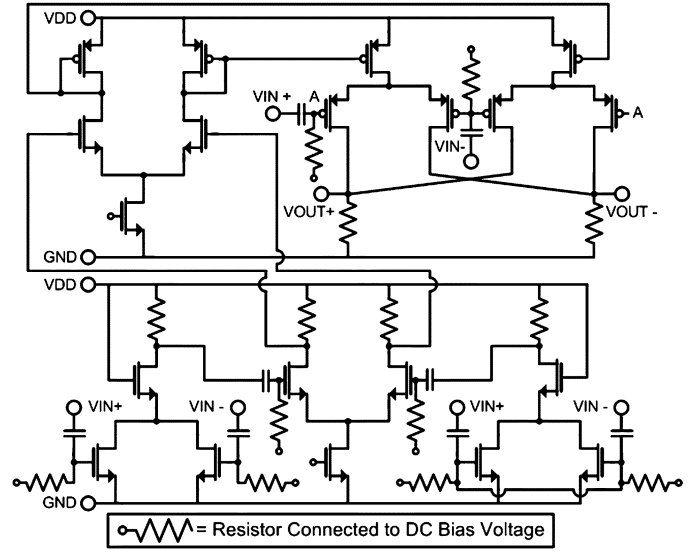 VDD
VIN +
A
VIN-
A
VOUT+
VOUT -
GND
VDD
VIN+
VIN -
VIN+
VIN -
GND
= Resistor Connected to DC Bias Voltage